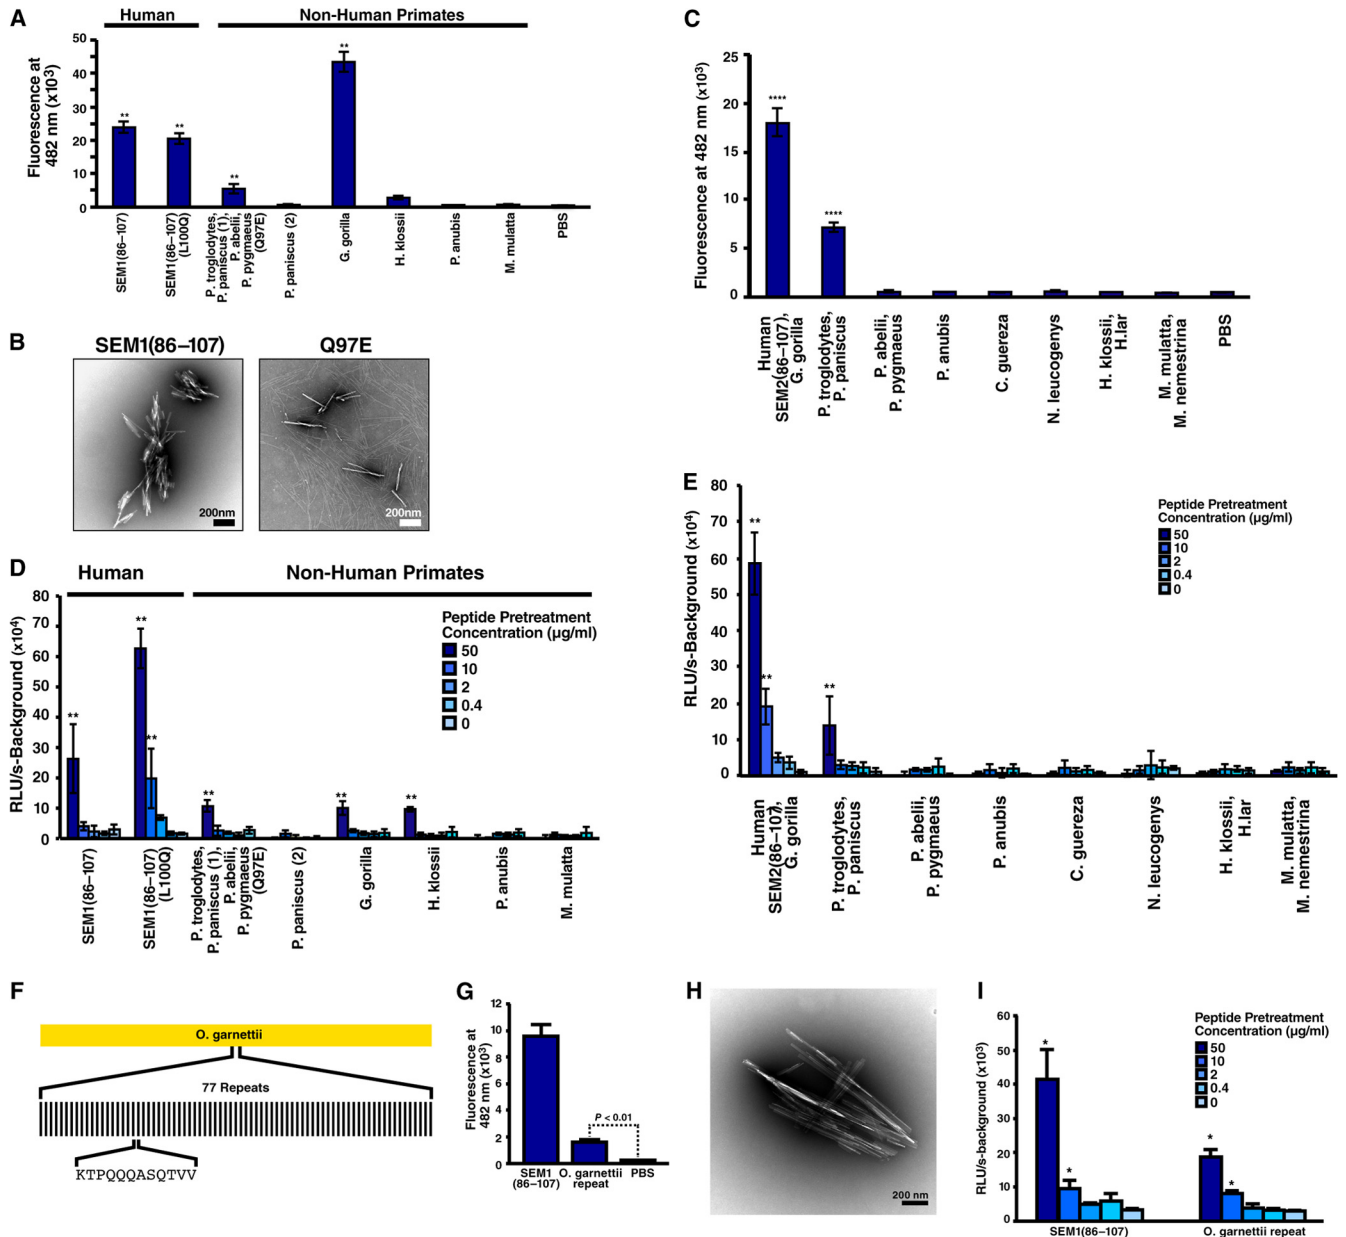 A
Human
Non-Human Primates
Fluorescence at
482 nm (x10³)
50
40
30
20
10
0
**
**
**
**
SEM1(86–107)
SEM1(86–107)
(L100Q)
P. troglodytes,
P. paniscus (1),
P. abelii,
P. pygmaeus
(Q97E)
P. paniscus (2)
G. gorilla
H. klossii
P. anubis
M. mulatta
PBS
B
SEM1(86–107)
Q97E
200nm
200nm
C
Fluorescence at 482 nm (x10³)
25
20
15
10
5
0
****
****
Human
SEM2(86–107),
G. gorilla
P. troglodytes,
P. paniscus
P. abelii,
P. pygmaeus
P. anubis
C. guereza
N. leucogenys
H. klossii,
H.lar
M. mulatta,
M. nemestrina
PBS
D
Human
Non-Human Primates
RLU/s-Background (x10⁴)
80
70
60
50
40
30
20
10
0
**
**
**
**
**
**
Peptide Pretreatment
Concentration (µg/ml)
50
10
2
0.4
0
SEM1(86–107)
SEM1(86–107)
(L100Q)
P. troglodytes,
P. paniscus (1),
P. abelii,
P. pygmaeus
(Q97E)
P. paniscus (2)
G. gorilla
H. klossii
P. anubis
M. mulatta
E
RLU/s-Background (x10⁴)
80
70
60
50
40
30
20
10
0
**
**
**
Peptide Pretreatment
Concentration (µg/ml)
50
10
2
0.4
0
Human
SEM2(86–107),
G. gorilla
P. troglodytes,
P. paniscus
P. abelii,
P. pygmaeus
P. anubis
C. guereza
N. leucogenys
H. klossii,
H.lar
M. mulatta,
M. nemestrina
F
O. garnettii
77 Repeats
KTPQQQASQTVV
G
Fluorescence at
482 nm (x10³)
12
10
8
6
4
2
0
P < 0.01
SEM1
(86–107)
O. garnettii
repeat
PBS
H
200 nm
I
RLU/s-background (x10³)
60
50
40
30
20
10
0
*
*
*
*
Peptide Pretreatment
Concentration (µg/ml)
50
10
2
0.4
0
SEM1(86–107)
O. garnettii repeat